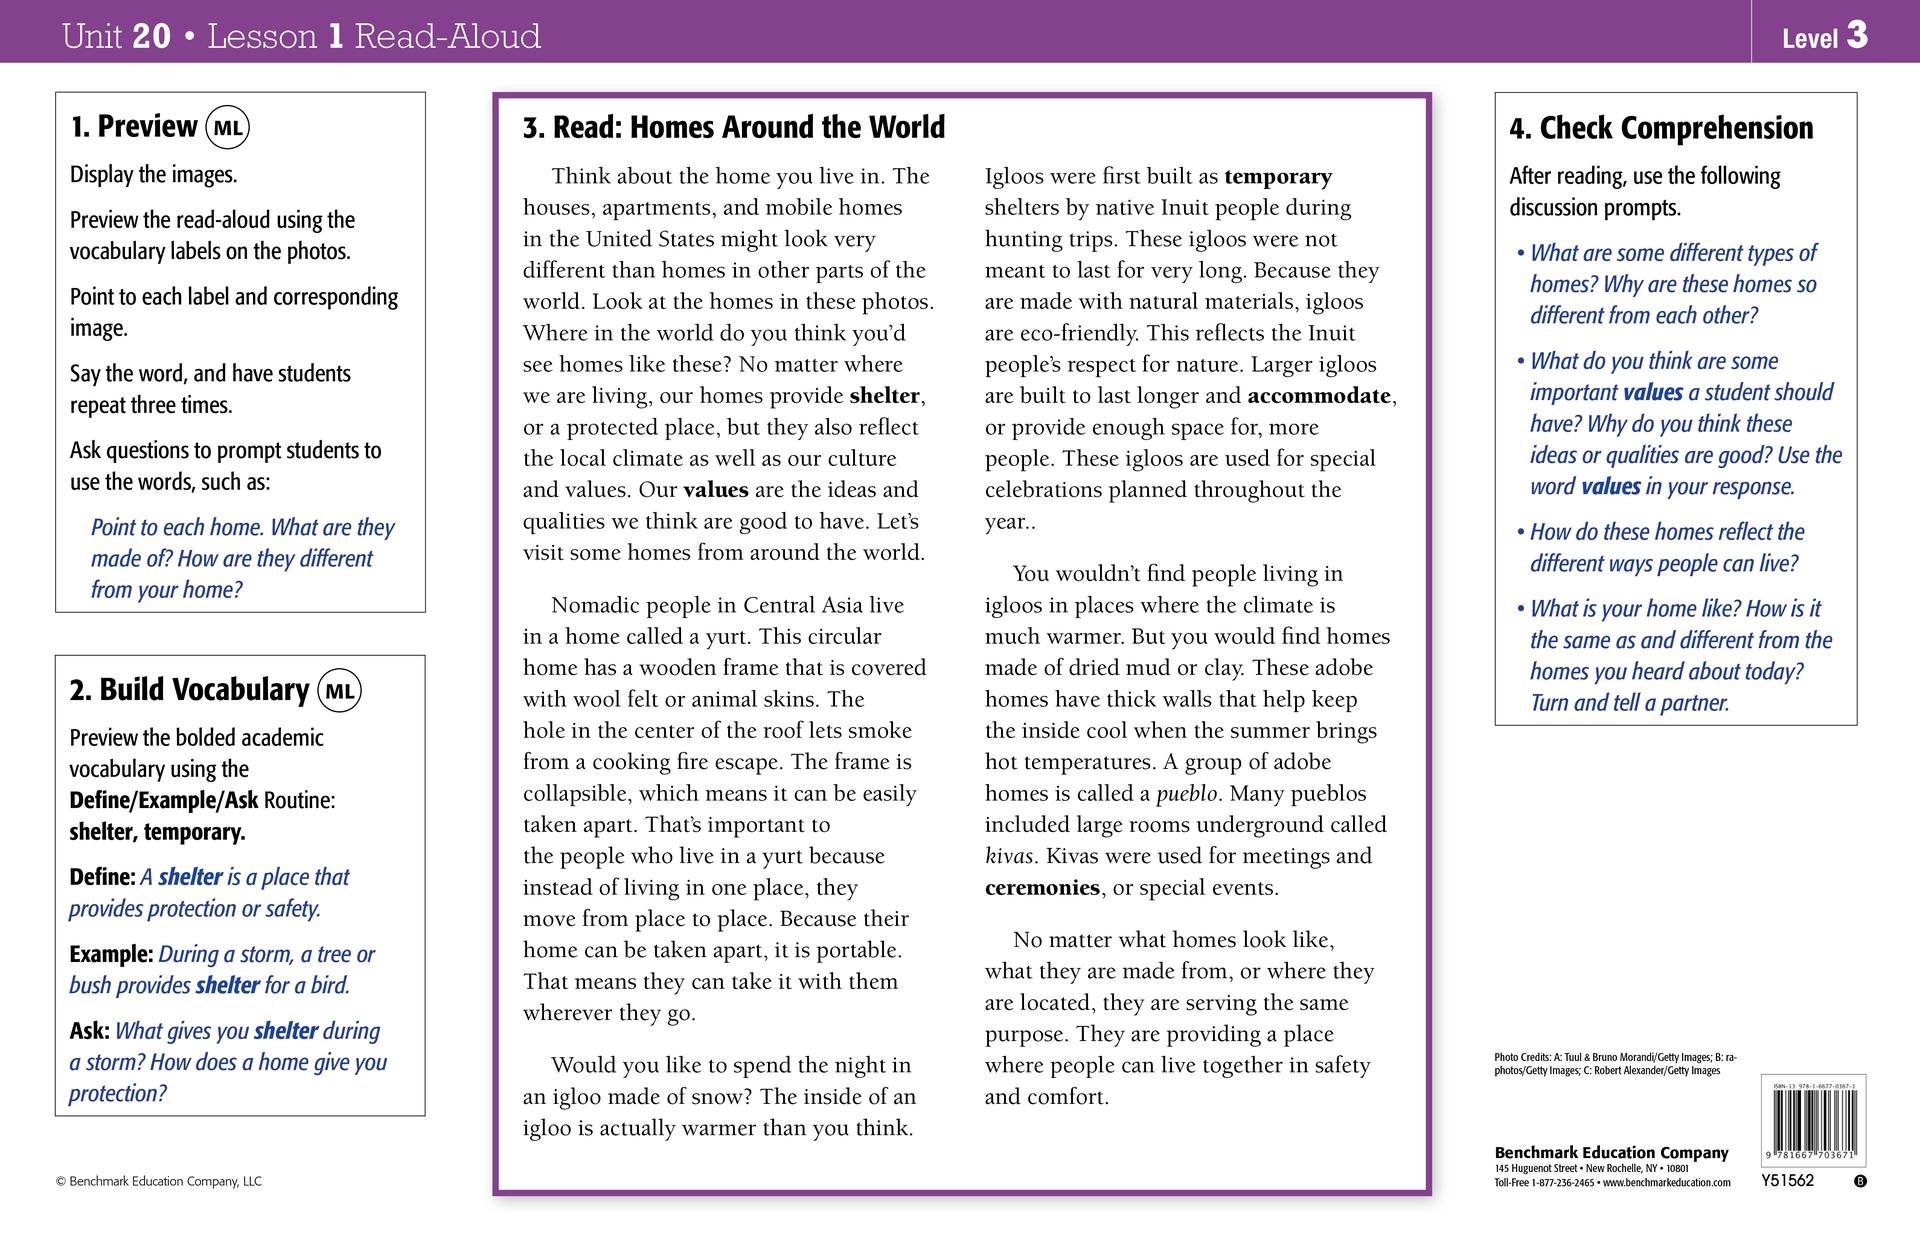 Unit 20 • Lesson 1 Read-Aloud
Level 3
1. Preview ML
Display the images.
Preview the read-aloud using the
vocabulary labels on the photos.
Point to each label and corresponding
image.
Say the word, and have students
repeat three times.
Ask questions to prompt students to
use the words, such as:
Point to each home. What are they
made of? How are they different
from your home?
2. Build Vocabulary ML
Preview the bolded academic
vocabulary using the
Define/Example/Ask Routine:
shelter, temporary.
Define: A shelter is a place that
provides protection or safety.
Example: During a storm, a tree or
bush provides shelter for a bird.
Ask: What gives you shelter during
a storm? How does a home give you
protection?
© Benchmark Education Company, LLC
3. Read: Homes Around the World
Think about the home you live in. The
houses, apartments, and mobile homes
in the United States might look very
different than homes in other parts of the
world. Look at the homes in these photos.
Where in the world do you think you’d
see homes like these? No matter where
we are living, our homes provide shelter,
or a protected place, but they also reflect
the local climate as well as our culture
and values. Our values are the ideas and
qualities we think are good to have. Let’s
visit some homes from around the world.
Nomadic people in Central Asia live
in a home called a yurt. This circular
home has a wooden frame that is covered
with wool felt or animal skins. The
hole in the center of the roof lets smoke
from a cooking fire escape. The frame is
collapsible, which means it can be easily
taken apart. That’s important to
the people who live in a yurt because
instead of living in one place, they
move from place to place. Because their
home can be taken apart, it is portable.
That means they can take it with them
wherever they go.
Would you like to spend the night in
an igloo made of snow? The inside of an
igloo is actually warmer than you think.
Igloos were first built as temporary
shelters by native Inuit people during
hunting trips. These igloos were not
meant to last for very long. Because they
are made with natural materials, igloos
are eco-friendly. This reflects the Inuit
people’s respect for nature. Larger igloos
are built to last longer and accommodate,
or provide enough space for, more
people. These igloos are used for special
celebrations planned throughout the
year..
You wouldn’t find people living in
igloos in places where the climate is
much warmer. But you would find homes
made of dried mud or clay. These adobe
homes have thick walls that help keep
the inside cool when the summer brings
hot temperatures. A group of adobe
homes is called a pueblo. Many pueblos
included large rooms underground called
kivas. Kivas were used for meetings and
ceremonies, or special events.
No matter what homes look like,
what they are made from, or where they
are located, they are serving the same
purpose. They are providing a place
where people can live together in safety
and comfort.
4. Check Comprehension
After reading, use the following
discussion prompts.
• What are some different types of
homes? Why are these homes so
different from each other?
• What do you think are some
important values a student should
have? Why do you think these
ideas or qualities are good? Use the
word values in your response.
• How do these homes reflect the
different ways people can live?
• What is your home like? How is it
the same as and different from the
homes you heard about today?
Turn and tell a partner.
Photo Credits: A: Tuul & Bruno Morandi/Getty Images; B: ra-
photos/Getty Images; C: Robert Alexander/Getty Images
Benchmark Education Company
145 Huguenot Street • New Rochelle, NY • 10801
Toll-Free 1-877-236-2465 • www.benchmarkeducation.com
ISBN-13: 978-1-6677-0367-1
9 781667 703671
Y51562
B